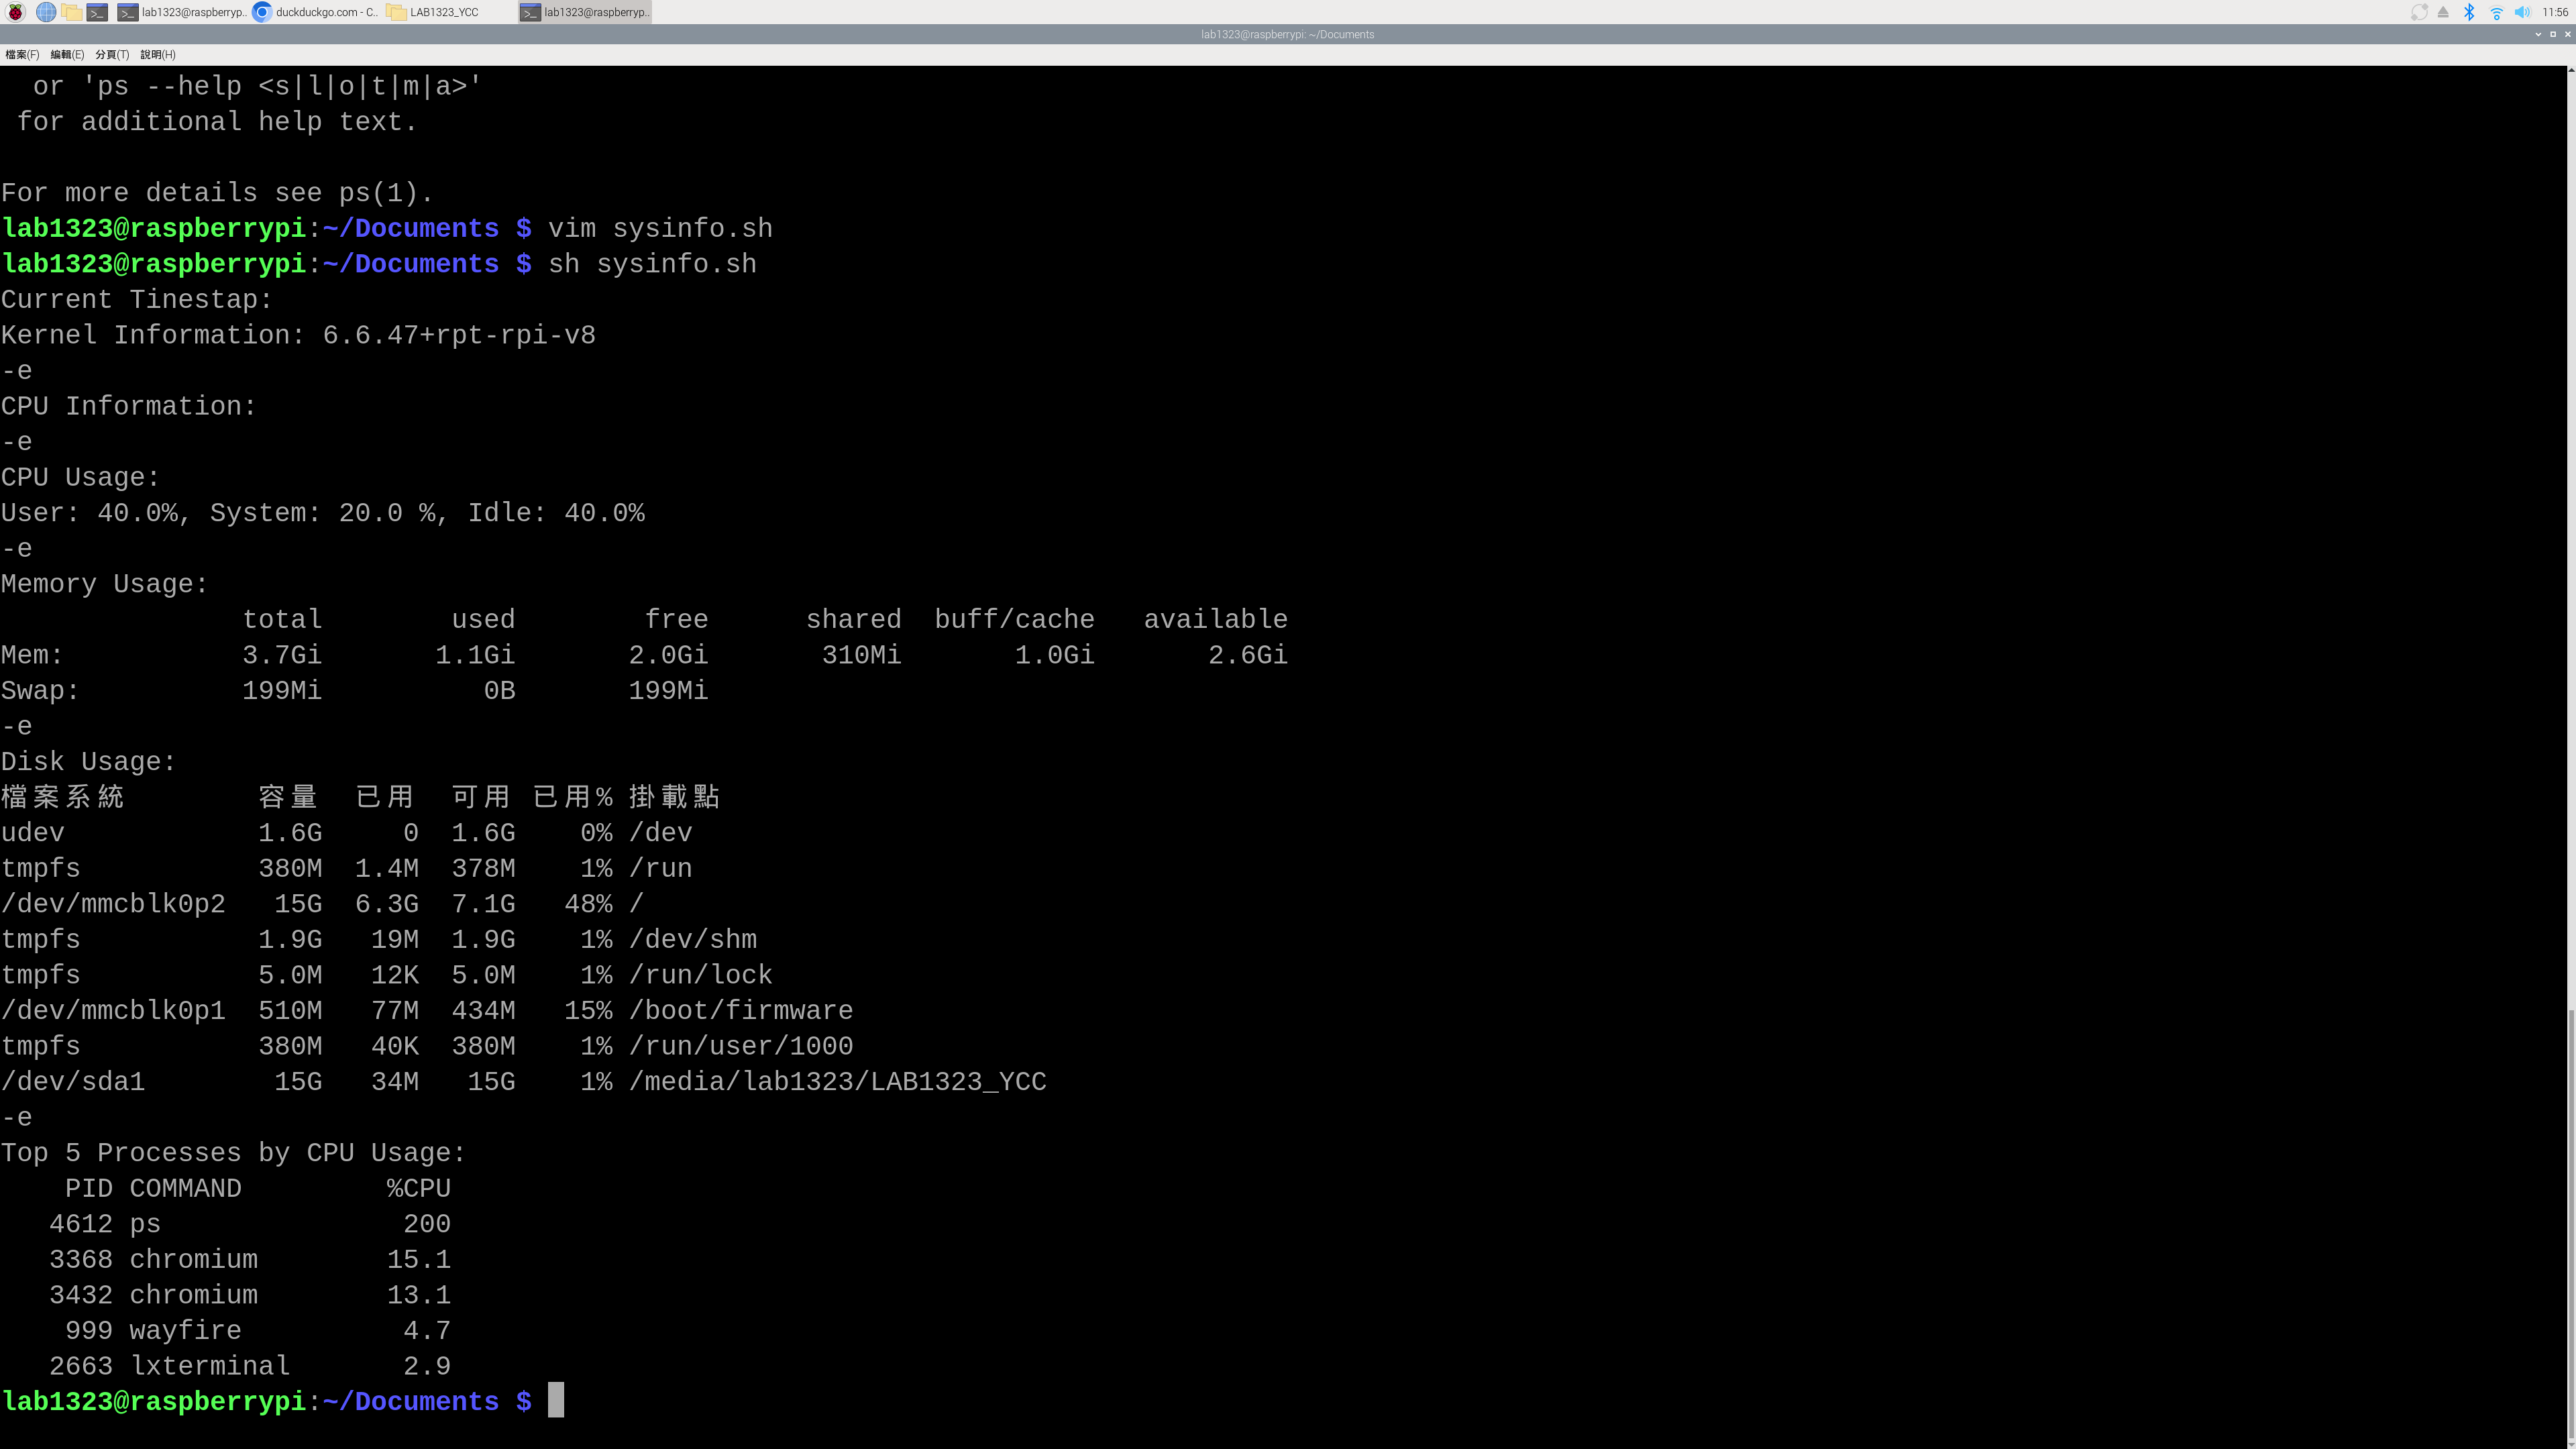 lab1323@raspberryp.. duckduckgo.com - C.. LAB1323_YCC lab1323@raspberryp.. 11:56
lab1323@raspberrypi: ~/Documents
檔案(F) 編輯(E) 分頁(T) 說明(H)
or 'ps --help <s|l|o|t|m|a>'
for additional help text.
For more details see ps(1).
lab1323@raspberrypi:~/Documents $ vim sysinfo.sh
lab1323@raspberrypi:~/Documents $ sh sysinfo.sh
Current Tinestap:
Kernel Information: 6.6.47+rpt-rpi-v8
-e
CPU Information:
-e
CPU Usage:
User: 40.0%, System: 20.0 %, Idle: 40.0%
-e
Memory Usage:
total used free shared buff/cache available
Mem: 3.7Gi 1.1Gi 2.0Gi 310Mi 1.0Gi 2.6Gi
Swap: 199Mi 0B 199Mi
-e
Disk Usage:
檔案系統 容量 已用 可用 已用% 掛載點
udev 1.6G 0 1.6G 0% /dev
tmpfs 380M 1.4M 378M 1% /run
/dev/mmcblk0p2 15G 6.3G 7.1G 48% /
tmpfs 1.9G 19M 1.9G 1% /dev/shm
tmpfs 5.0M 12K 5.0M 1% /run/lock
/dev/mmcblk0p1 510M 77M 434M 15% /boot/firmware
tmpfs 380M 40K 380M 1% /run/user/1000
/dev/sda1 15G 34M 15G 1% /media/lab1323/LAB1323_YCC
-e
Top 5 Processes by CPU Usage:
PID COMMAND %CPU
4612 ps 200
3368 chromium 15.1
3432 chromium 13.1
999 wayfire 4.7
2663 lxterminal 2.9
lab1323@raspberrypi:~/Documents $